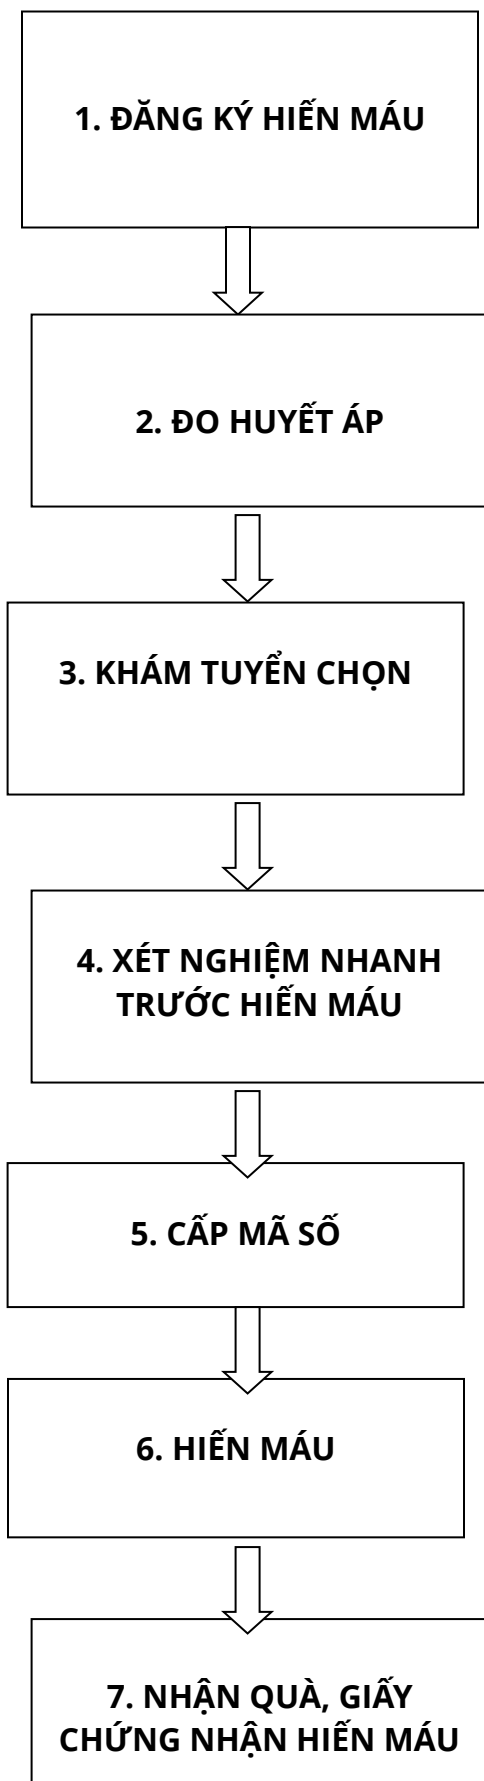 1. ĐĂNG KÝ HIẾN MÁU
2. ĐO HUYẾT ÁP
3. KHÁM TUYỂN CHỌN
4. XÉT NGHIỆM NHANH
TRƯỚC HIẾN MÁU
5. CẤP MÃ SỐ
6. HIẾN MÁU
7. NHẬN QUÀ, GIẤY
CHỨNG NHẬN HIẾN MÁU